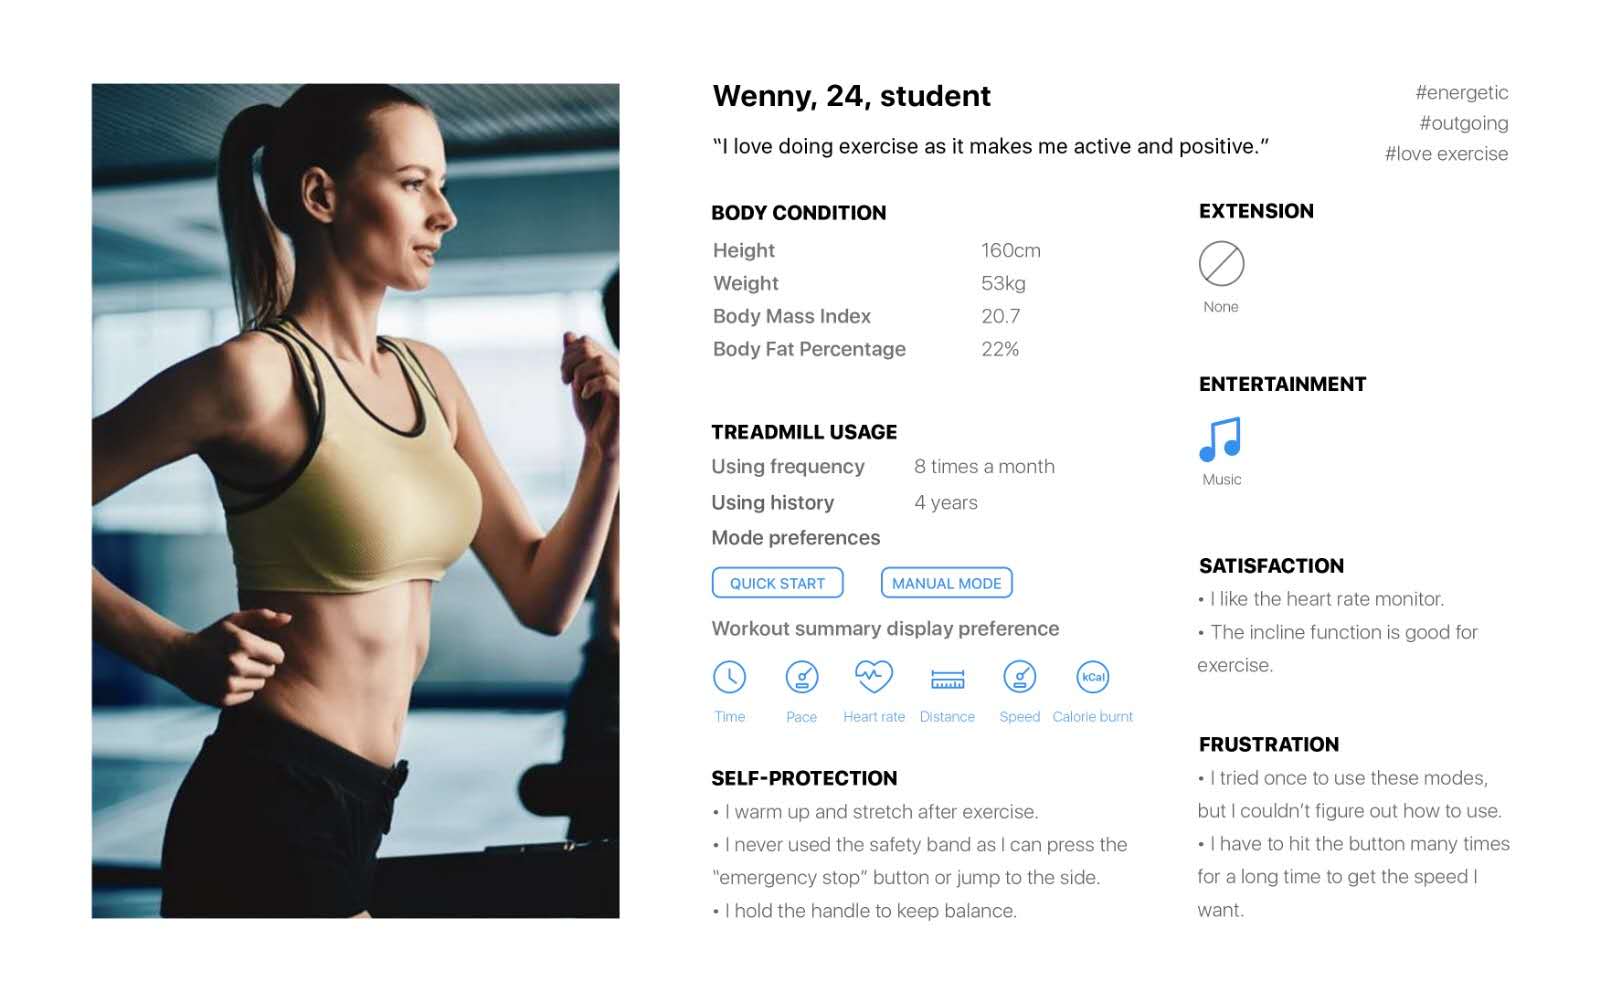 Wenny, 24, student
“I love doing exercise as it makes me active and positive.”
#energetic
#outgoing
#love exercise
BODY CONDITION
Height 160cm
Weight 53kg
Body Mass Index 20.7
Body Fat Percentage 22%
TREADMILL USAGE
Using frequency 8 times a month
Using history 4 years
Mode preferences
QUICK START MANUAL MODE
Workout summary display preference
kCal
Time Pace Heart rate Distance Speed Calorie burnt
SELF-PROTECTION
• I warm up and stretch after exercise.
• I never used the safety band as I can press the
“emergency stop” button or jump to the side.
• I hold the handle to keep balance.
EXTENSION
None
ENTERTAINMENT
Music
SATISFACTION
• I like the heart rate monitor.
• The incline function is good for
exercise.
FRUSTRATION
• I tried once to use these modes,
but I couldn’t figure out how to use.
• I have to hit the button many times
for a long time to get the speed I
want.